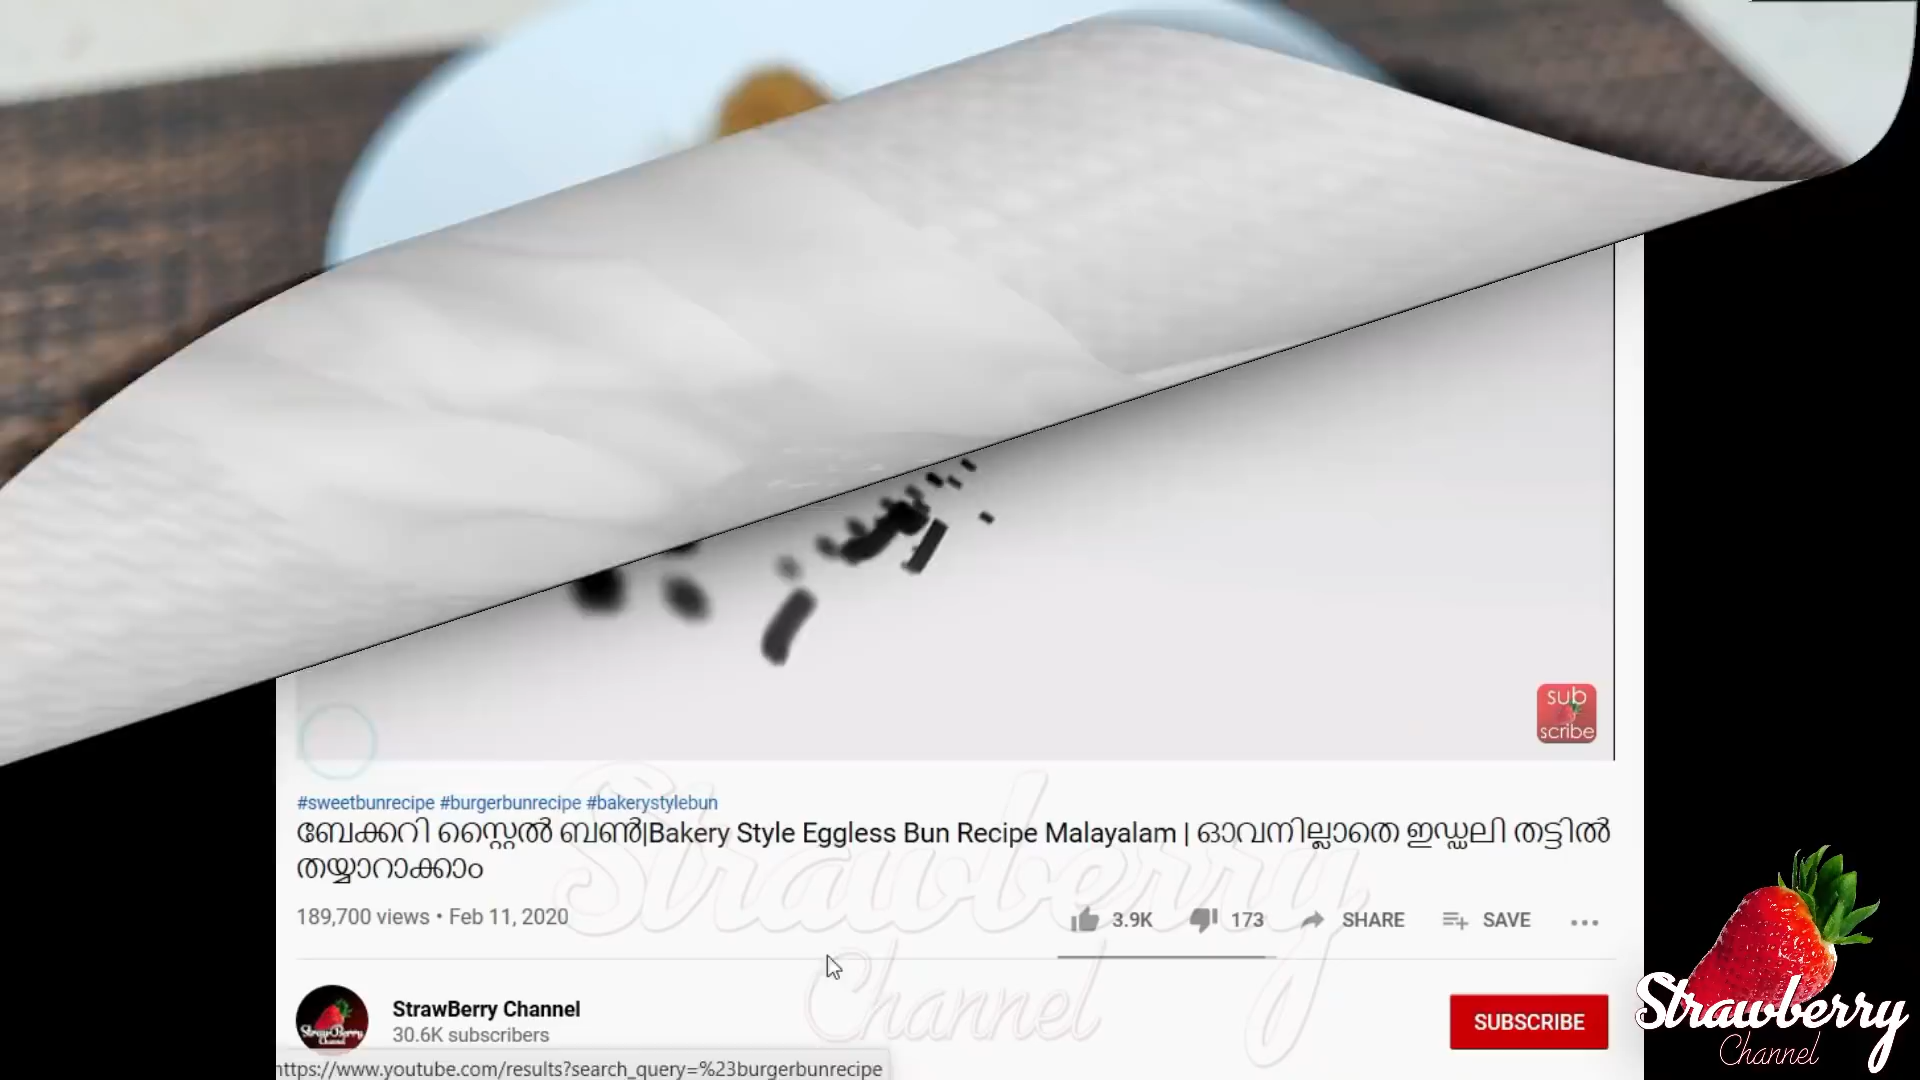 sub
scribe
#sweetbunrecipe #burgerbunrecipe #bakerystylebun
ബേക്കറി സ്റ്റൈൽ ബൺ|Bakery Style Eggless Bun Recipe Malayalam | ഓവനില്ലാതെ ഇഡ്ഡലി തട്ടിൽ
തയ്യാറാക്കാം
189,700 views • Feb 11, 2020
3.9K 173 SHARE SAVE
Strawberry
Channel
StrawBerry Channel
30.6K subscribers
SUBSCRIBE
StrawBerry
Channel
https://www.youtube.com/results?search_query=%23burgerbunrecipe
Strawberry
Channel